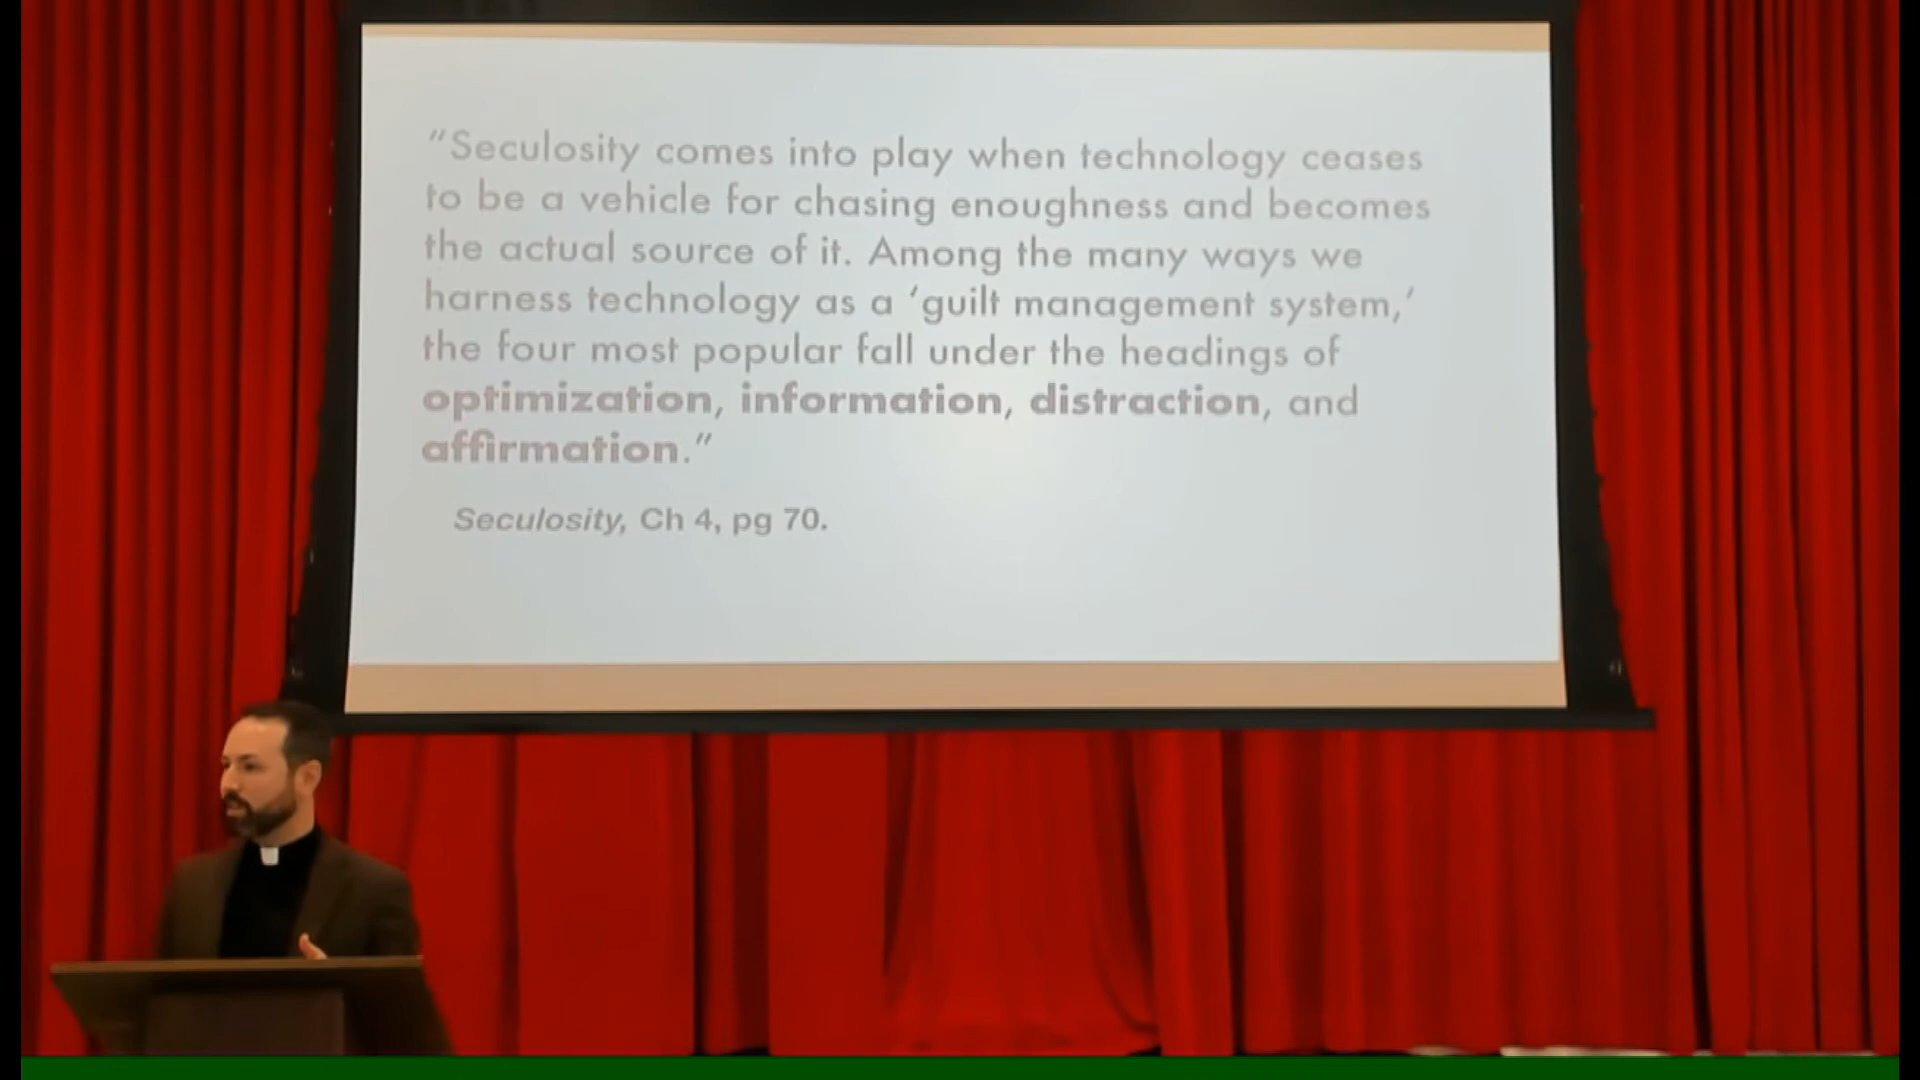 "Seculosity comes into play when technology ceases
to be a vehicle for chasing enoughness and becomes
the actual source of it. Among the many ways we
harness technology as a 'guilt management system,'
the four most popular fall under the headings of
optimization, information, distraction, and
affirmation."
Seculosity, Ch 4, pg 70.